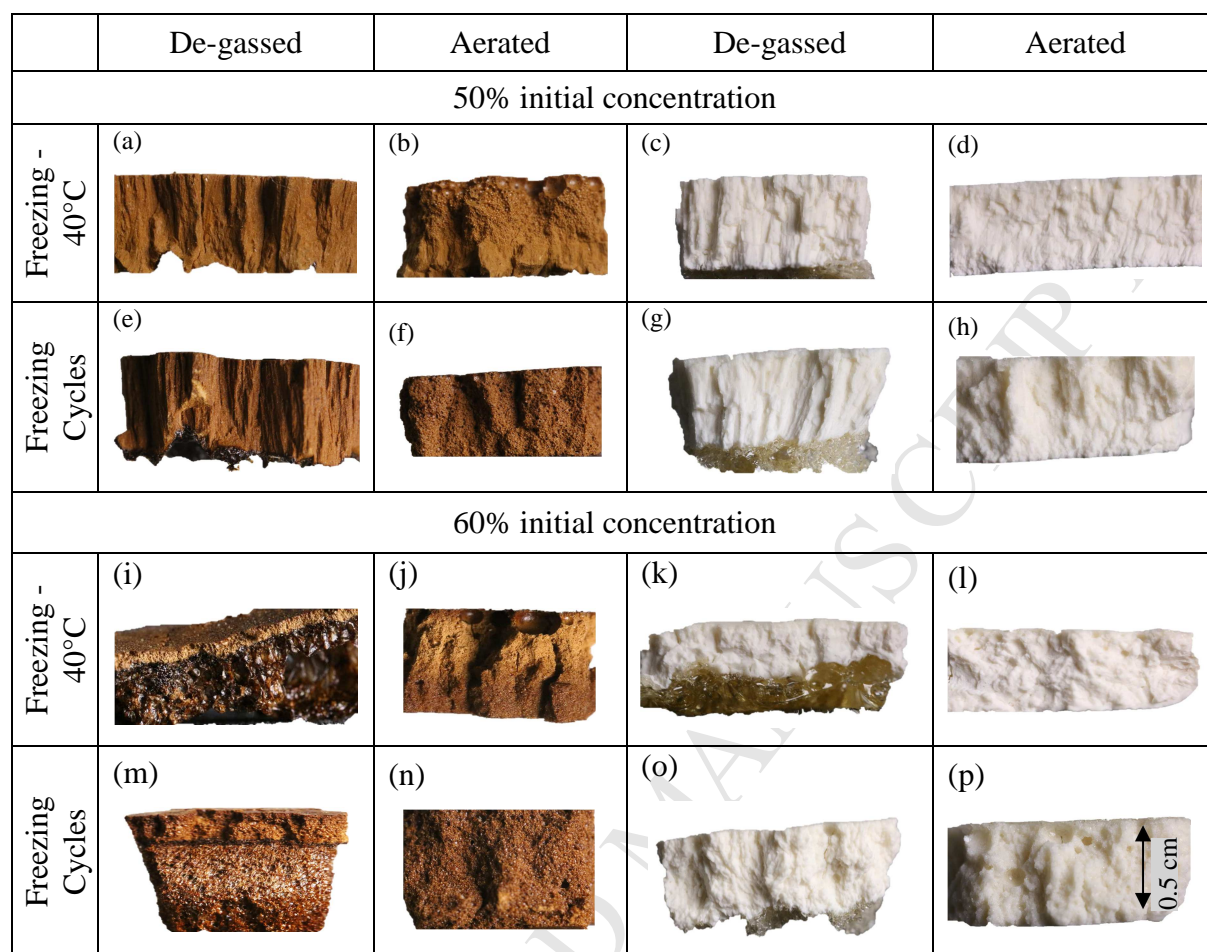 De-gassed Aerated De-gassed Aerated
50% initial concentration
Freezing -
40°C
(a) (b) (c) (d)
Freezing
Cycles
(e) (f) (g) (h)
60% initial concentration
Freezing -
40°C
(i) (j) (k) (l)
Freezing
Cycles
(m) (n) (o) (p)
0.5 cm
MANUSCRIP